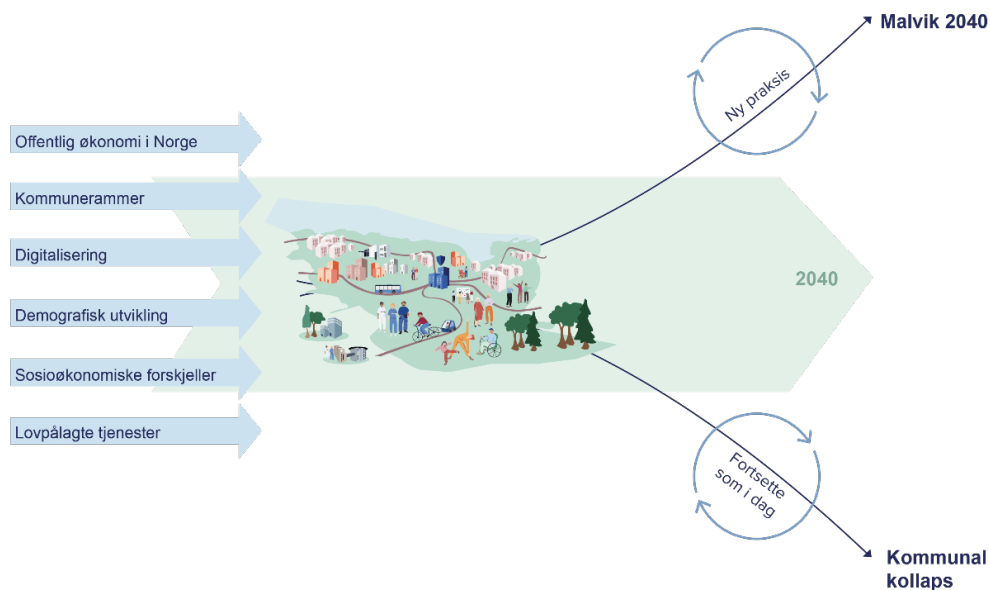 Malvik 2040
Ny praksis
Offentlig økonomi i Norge
Kommunerammer
Digitalisering
Demografisk utvikling
Sosioøkonomiske forskjeller
Lovpålagte tjenester
2040
Fortsette
som i dag
Kommunal
kollaps